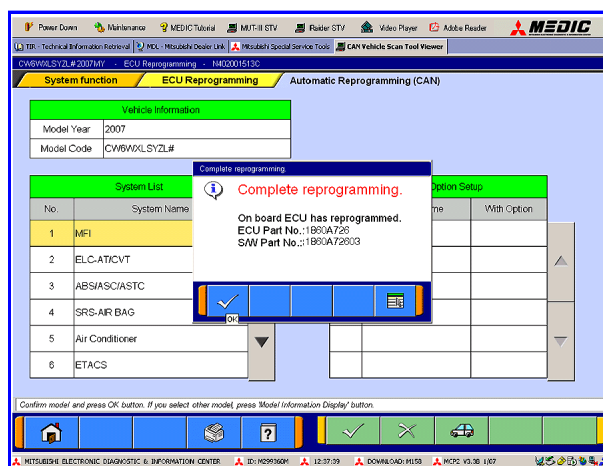 Power Down Maintenance MEDIC Tutorial MUT-III STV Raider STV Video Player Adobe Reader MEDIC
TIR - Technical Information Retrieval MDL - Mitsubishi Dealer Link Mitsubishi Special Service Tools CAN Vehicle Scan Tool Viewer
CW6WXLSYZL# 2007MY - ECU Reprogramming - N402001513C
System function ECU Reprogramming Automatic Reprogramming (CAN)
Vehicle Information
Model Year 2007
Model Code CW6WXLSYZL#
Complete reprogramming.
Complete reprogramming.
On board ECU has reprogrammed.
ECU Part No.:1860A726
S/W Part No.::1860A72603
OK
System List Option Setup
No. System Name With Option
1 MFI
2 ELC-AT/CVT
3 ABS/ASC/ASTC
4 SRS-AIR BAG
5 Air Conditioner
6 ETACS
Confirm model and press OK button. If you select other model, press 'Model Information Display' button.
MITSUBISHI ELECTRONIC DIAGNOSTIC & INFORMATION CENTER ID: M299360M 12:37:39 DOWNLOAD: M158 MCP2 V3.38 1/07